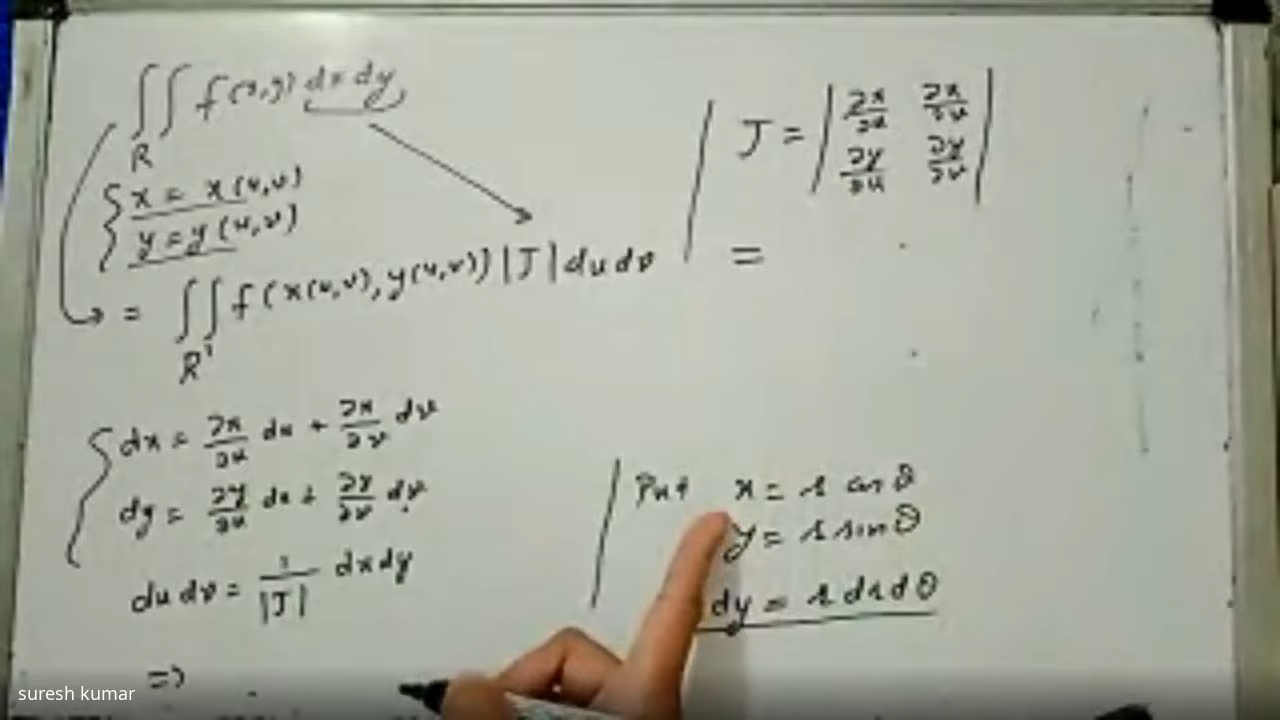 ∫∫_R f(x,y) dx dy
{ x = x(u,v)
y = y(u,v)
= ∫∫_R' f(x(u,v), y(u,v)) |J| du dv
J = | ∂x/∂u ∂x/∂v |
| ∂y/∂u ∂y/∂v |
=
{ dx = ∂x/∂u du + ∂x/∂v dv
dy = ∂y/∂u du + ∂y/∂v dv
du dv = 1/|J| dx dy
=>
Put x = r cos θ
y = r sin θ
dy = r dr dθ
suresh kumar